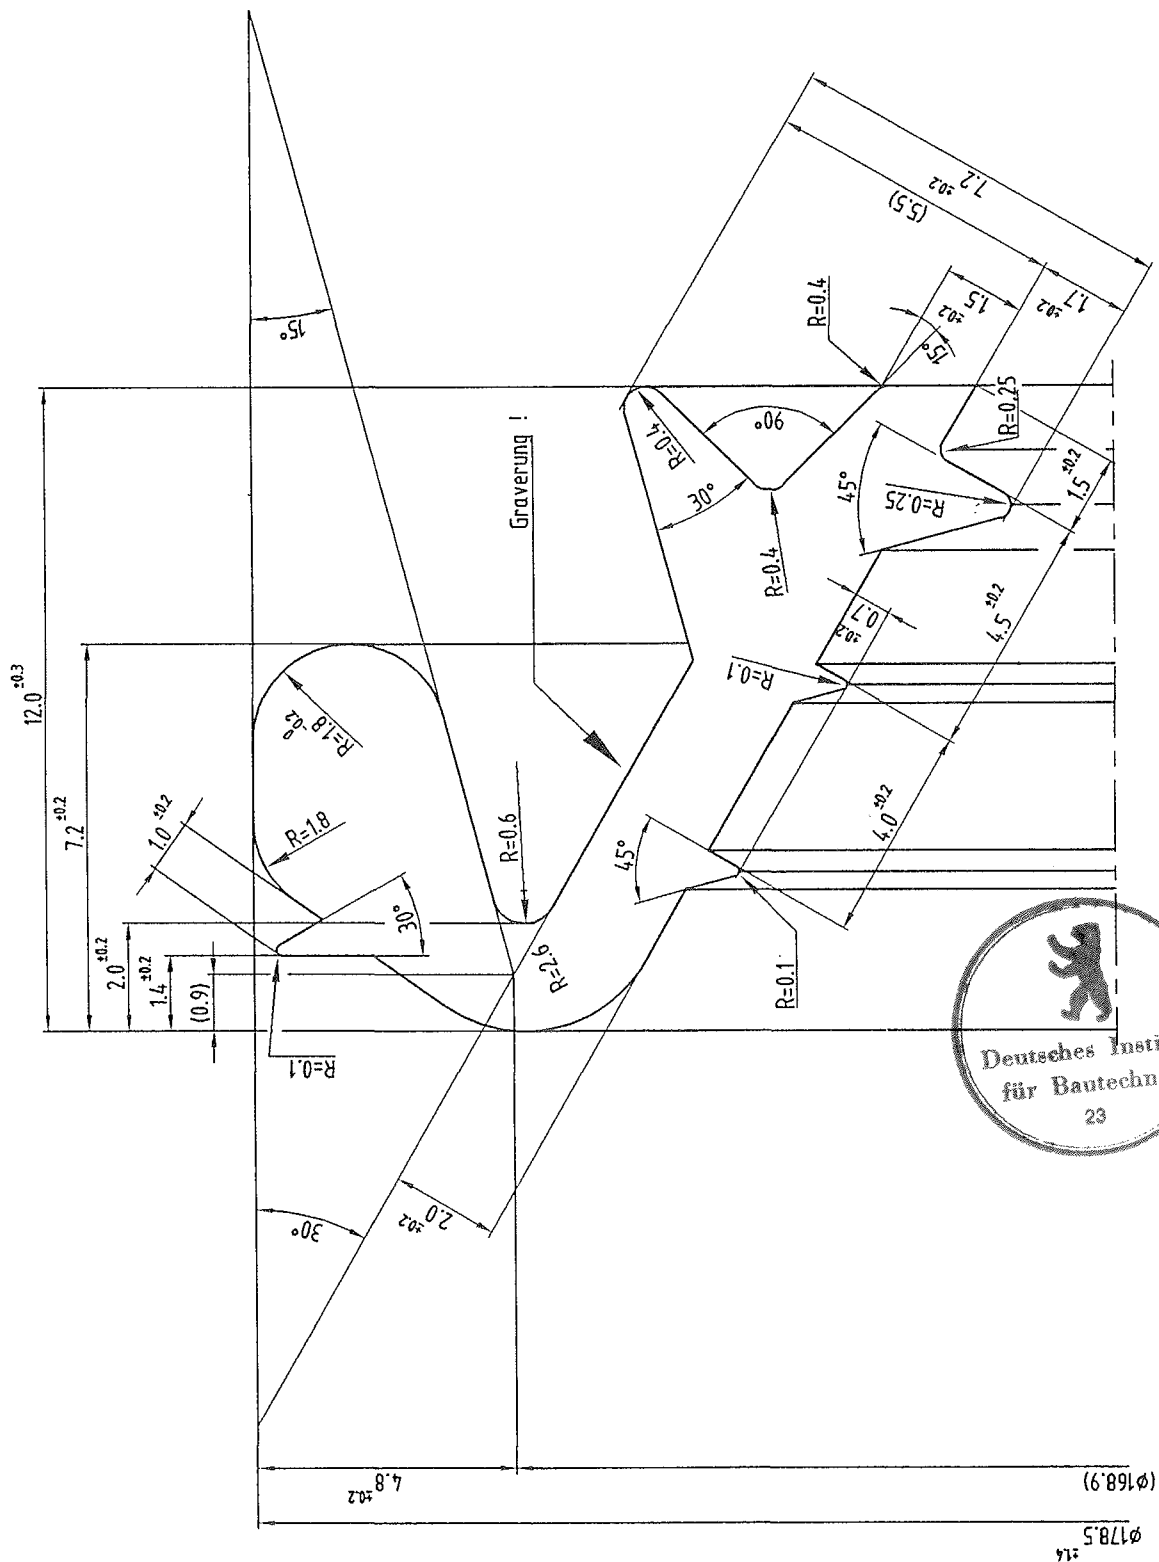 12.0 ±0.3
7.2 ±0.2
2.0 ±0.2
1.4 ±0.2
(0.9)
1.0 ±0.2
R=0.1
R=1.8
R=1.8 0 -0.2
30°
15°
R=0.6
R=2.6
Graverung !
R=0.4
30°
90°
R=0.4
R=0.4
15°
1.5 ±0.2
1.7 ±0.2
(5.5)
7.2 ±0.2
45°
R=0.25
R=0.25
1.5 ±0.2
4.5 ±0.2
4.0 ±0.2
0.7 ±0.2
R=0.1
45°
R=0.1
30°
2.0 ±0.2
4.8 ±0.2
(Ø168.9)
Ø178.5 ±1.4
Deutsches Insti
für Bautechn
23